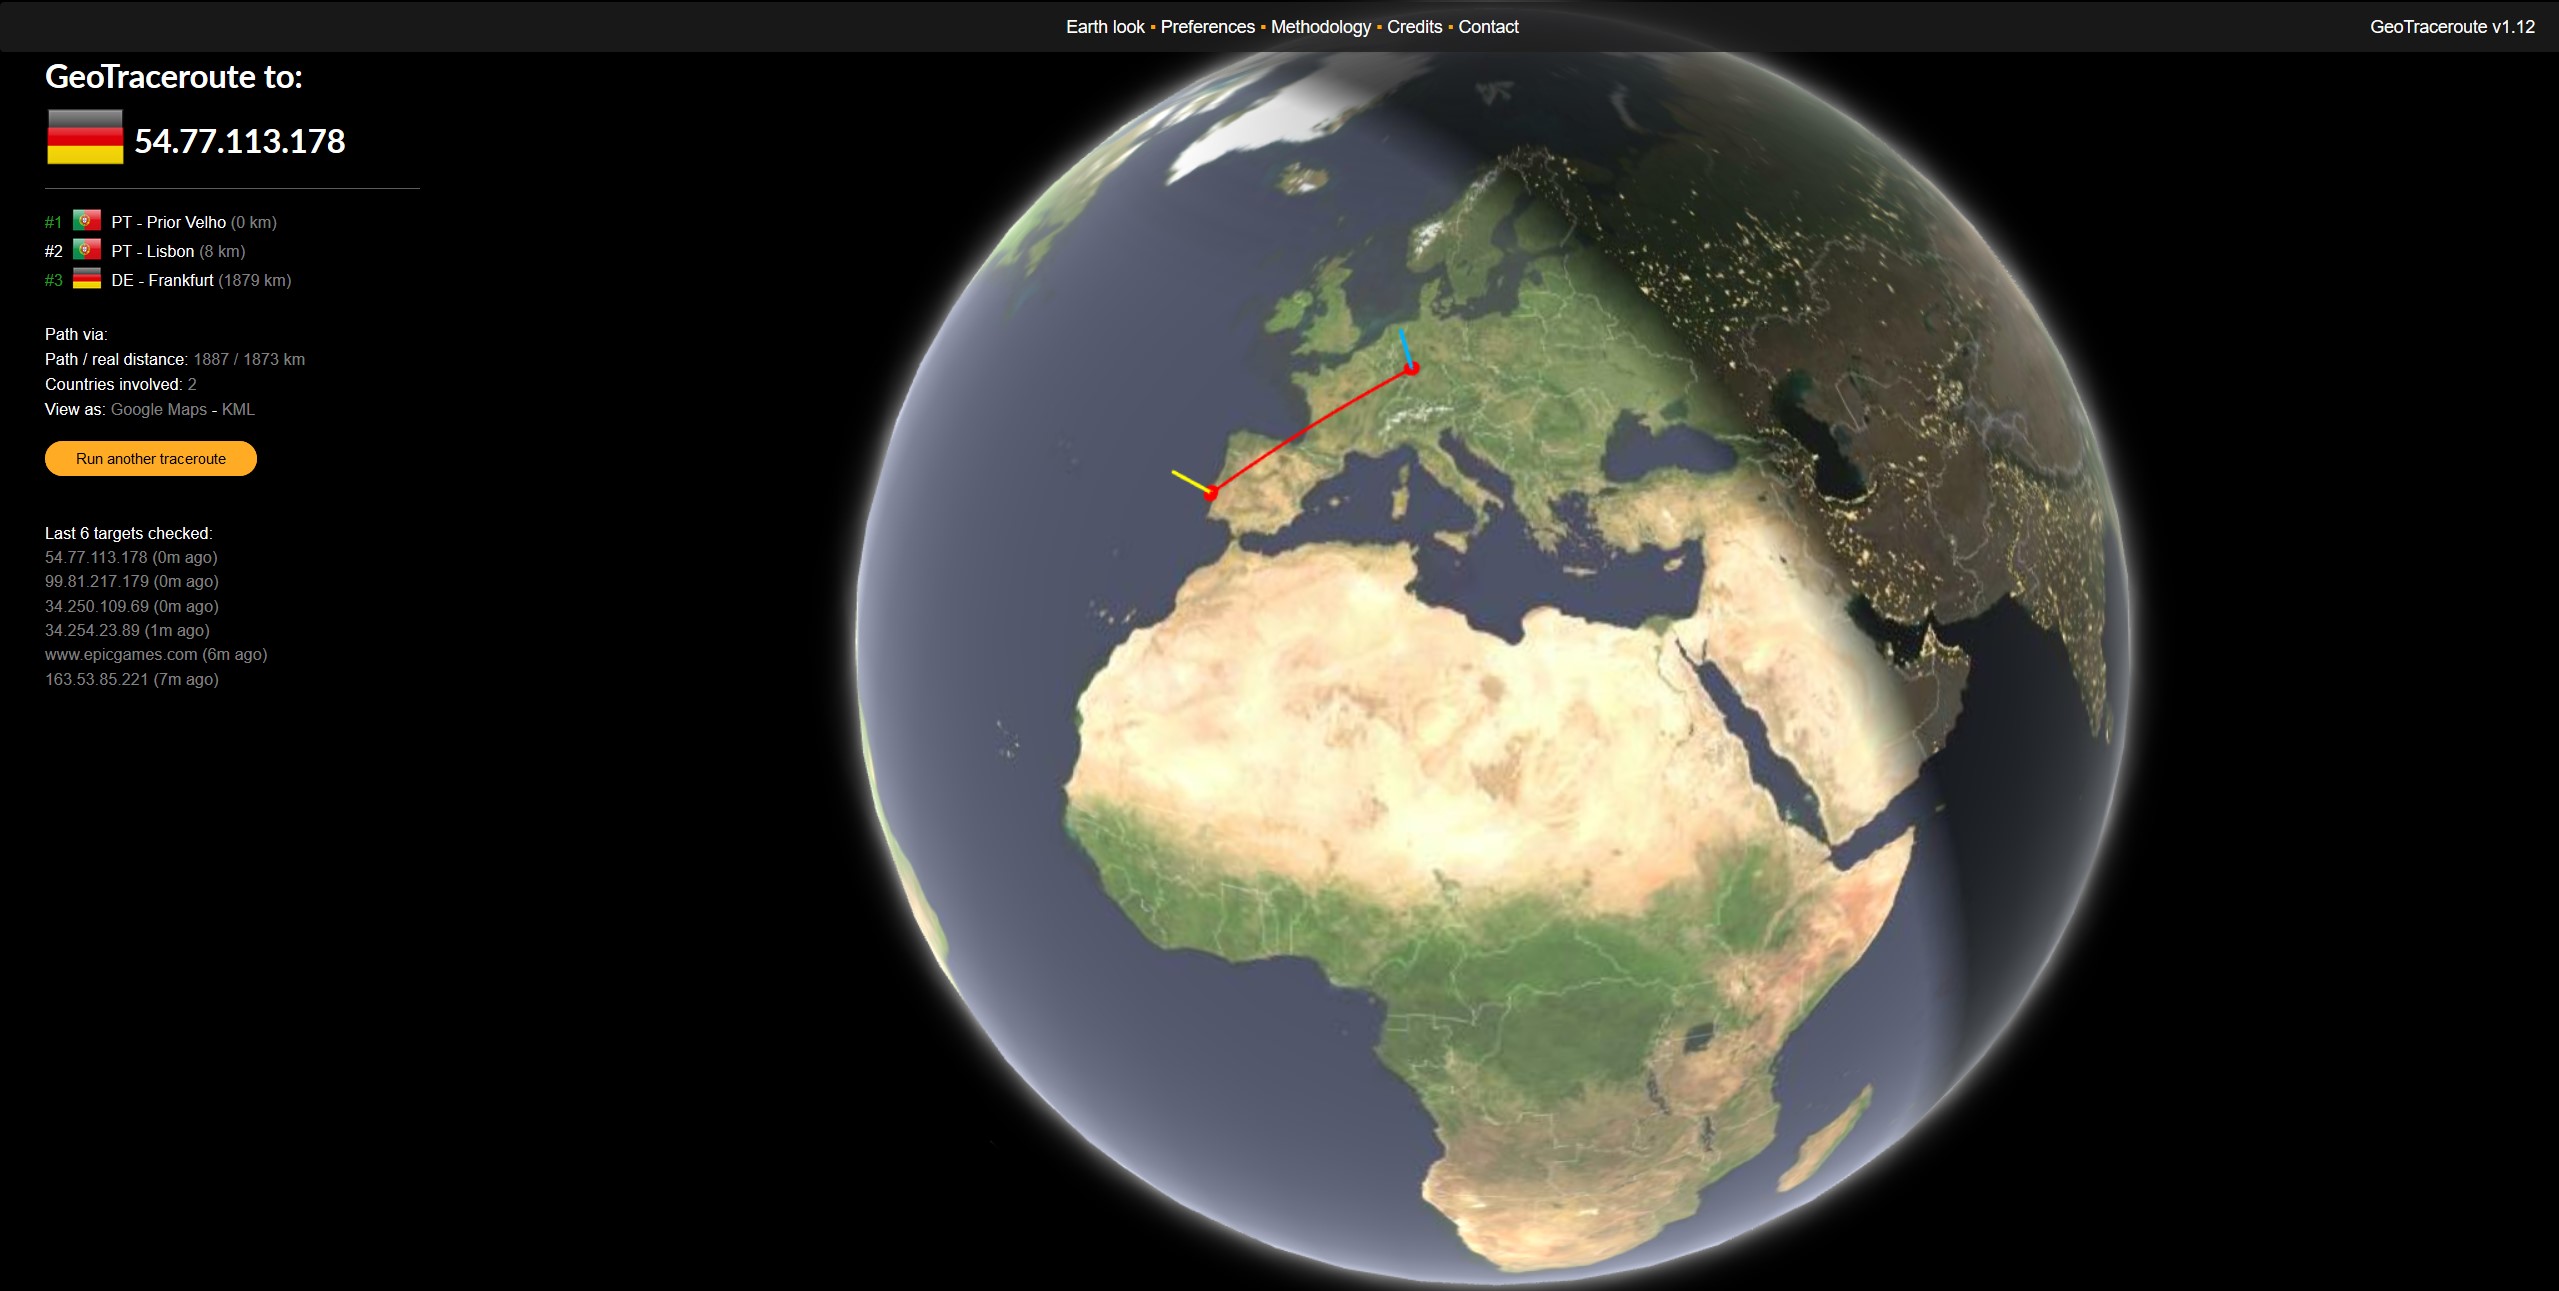 Earth look ▪ Preferences ▪ Methodology ▪ Credits ▪ Contact
GeoTraceroute v1.12
GeoTraceroute to:
54.77.113.178
#1 PT - Prior Velho (0 km)
#2 PT - Lisbon (8 km)
#3 DE - Frankfurt (1879 km)
Path via:
Path / real distance: 1887 / 1873 km
Countries involved: 2
View as: Google Maps - KML
Run another traceroute
Last 6 targets checked:
54.77.113.178 (0m ago)
99.81.217.179 (0m ago)
34.250.109.69 (0m ago)
34.254.23.89 (1m ago)
www.epicgames.com (6m ago)
163.53.85.221 (7m ago)